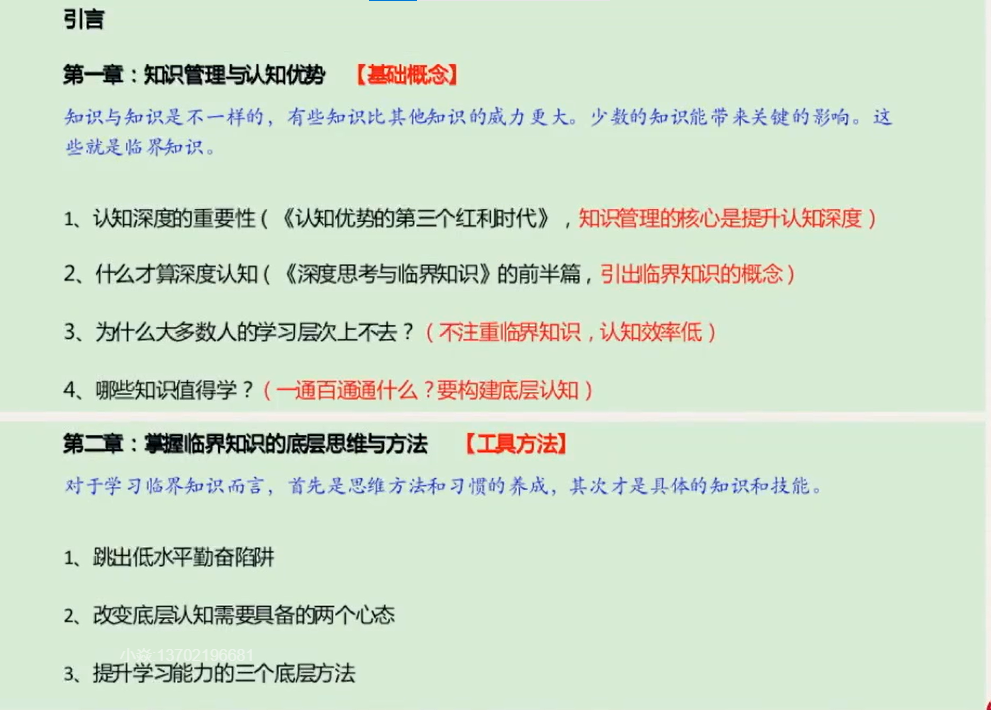 引言
第一章：知识管理与认知优势 【基础概念】
知识与知识是不一样的，有些知识比其他知识的威力更大。少数的知识能带来关键的影响。这
些就是临界知识。
1、认知深度的重要性（《认知优势的第三个红利时代》，知识管理的核心是提升认知深度）
2、什么才算深度认知（《深度思考与临界知识》的前半篇，引出临界知识的概念）
3、为什么大多数人的学习层次上不去？（不注重临界知识，认知效率低）
4、哪些知识值得学？（一通百通通什么？要构建底层认知）
第二章：掌握临界知识的底层思维与方法 【工具方法】
对于学习临界知识而言，首先是思维方法和习惯的养成，其次才是具体的知识和技能。
1、跳出低水平勤奋陷阱
2、改变底层认知需要具备的两个心态
小焱 13702196681
3、提升学习能力的三个底层方法